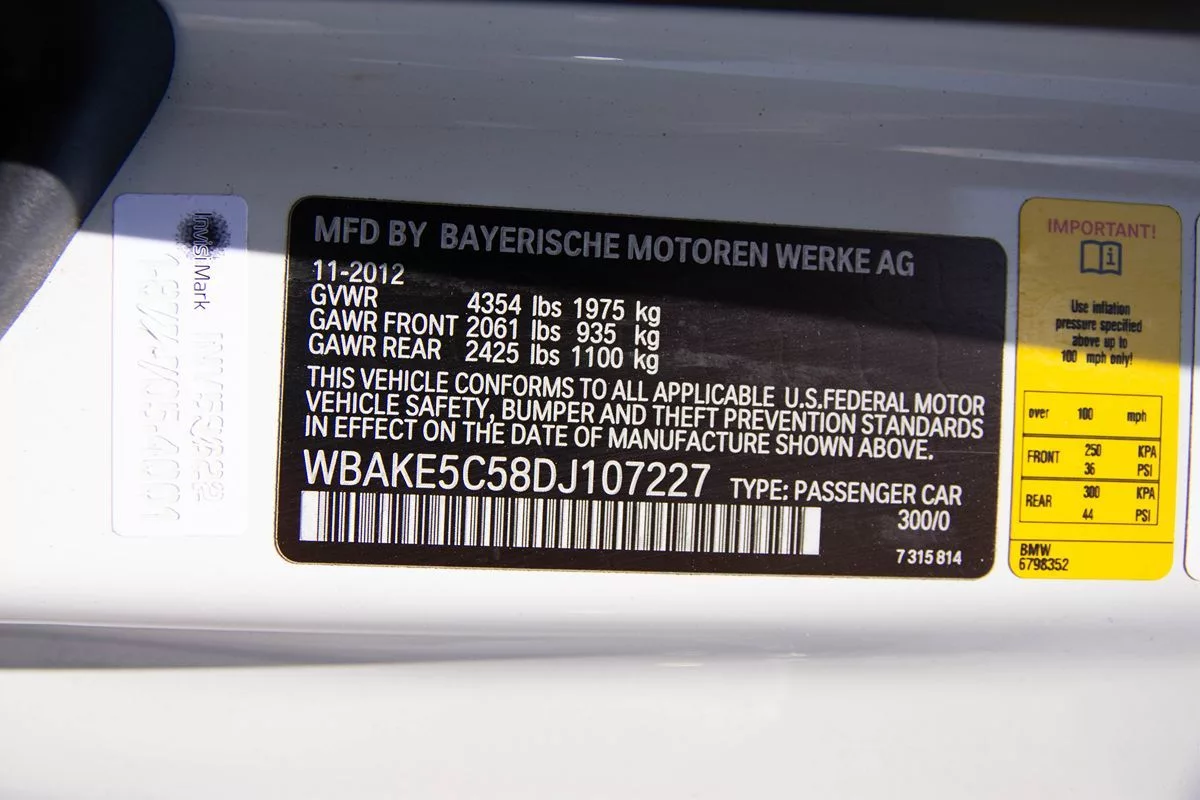 InvisiMark
MFD BY BAYERISCHE MOTOREN WERKE AG
11-2012
GVWR 4354 lbs 1975 kg
GAWR FRONT 2061 lbs 935 kg
GAWR REAR 2425 lbs 1100 kg
THIS VEHICLE CONFORMS TO ALL APPLICABLE U.S.FEDERAL MOTOR
VEHICLE SAFETY, BUMPER AND THEFT PREVENTION STANDARDS
IN EFFECT ON THE DATE OF MANUFACTURE SHOWN ABOVE.
WBAKE5C58DJ107227 TYPE: PASSENGER CAR
300/0
7 315 814
IMPORTANT!
Use inflation
pressure specified
above up to
100 mph only!
over 100 mph
FRONT 250 KPA
36 PSI
REAR 300 KPA
44 PSI
BMW
6798352